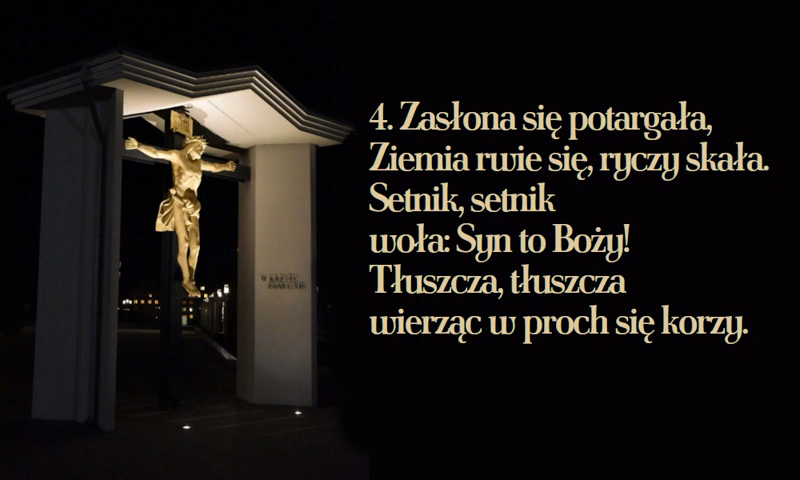 4. Zasłona się potargała,
Ziemia rwie się, ryczy skała.
Setnik, setnik
woła: Syn to Boży!
Tłuszcza, tłuszcza
wierząc w proch się korzy.
W KRZYŻU